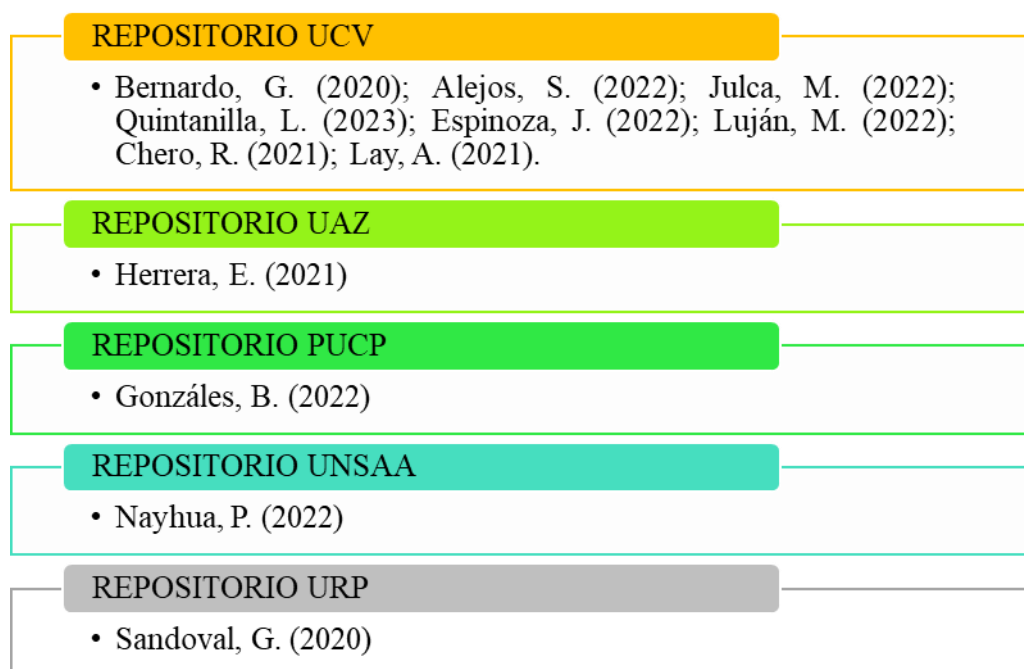 REPOSITORIO UCV
• Bernardo, G. (2020); Alejos, S. (2022); Julca, M. (2022);
Quintanilla, L. (2023); Espinoza, J. (2022); Luján, M. (2022);
Chero, R. (2021); Lay, A. (2021).
REPOSITORIO UAZ
• Herrera, E. (2021)
REPOSITORIO PUCP
• Gonzáles, B. (2022)
REPOSITORIO UNSAA
• Nayhua, P. (2022)
REPOSITORIO URP
• Sandoval, G. (2020)